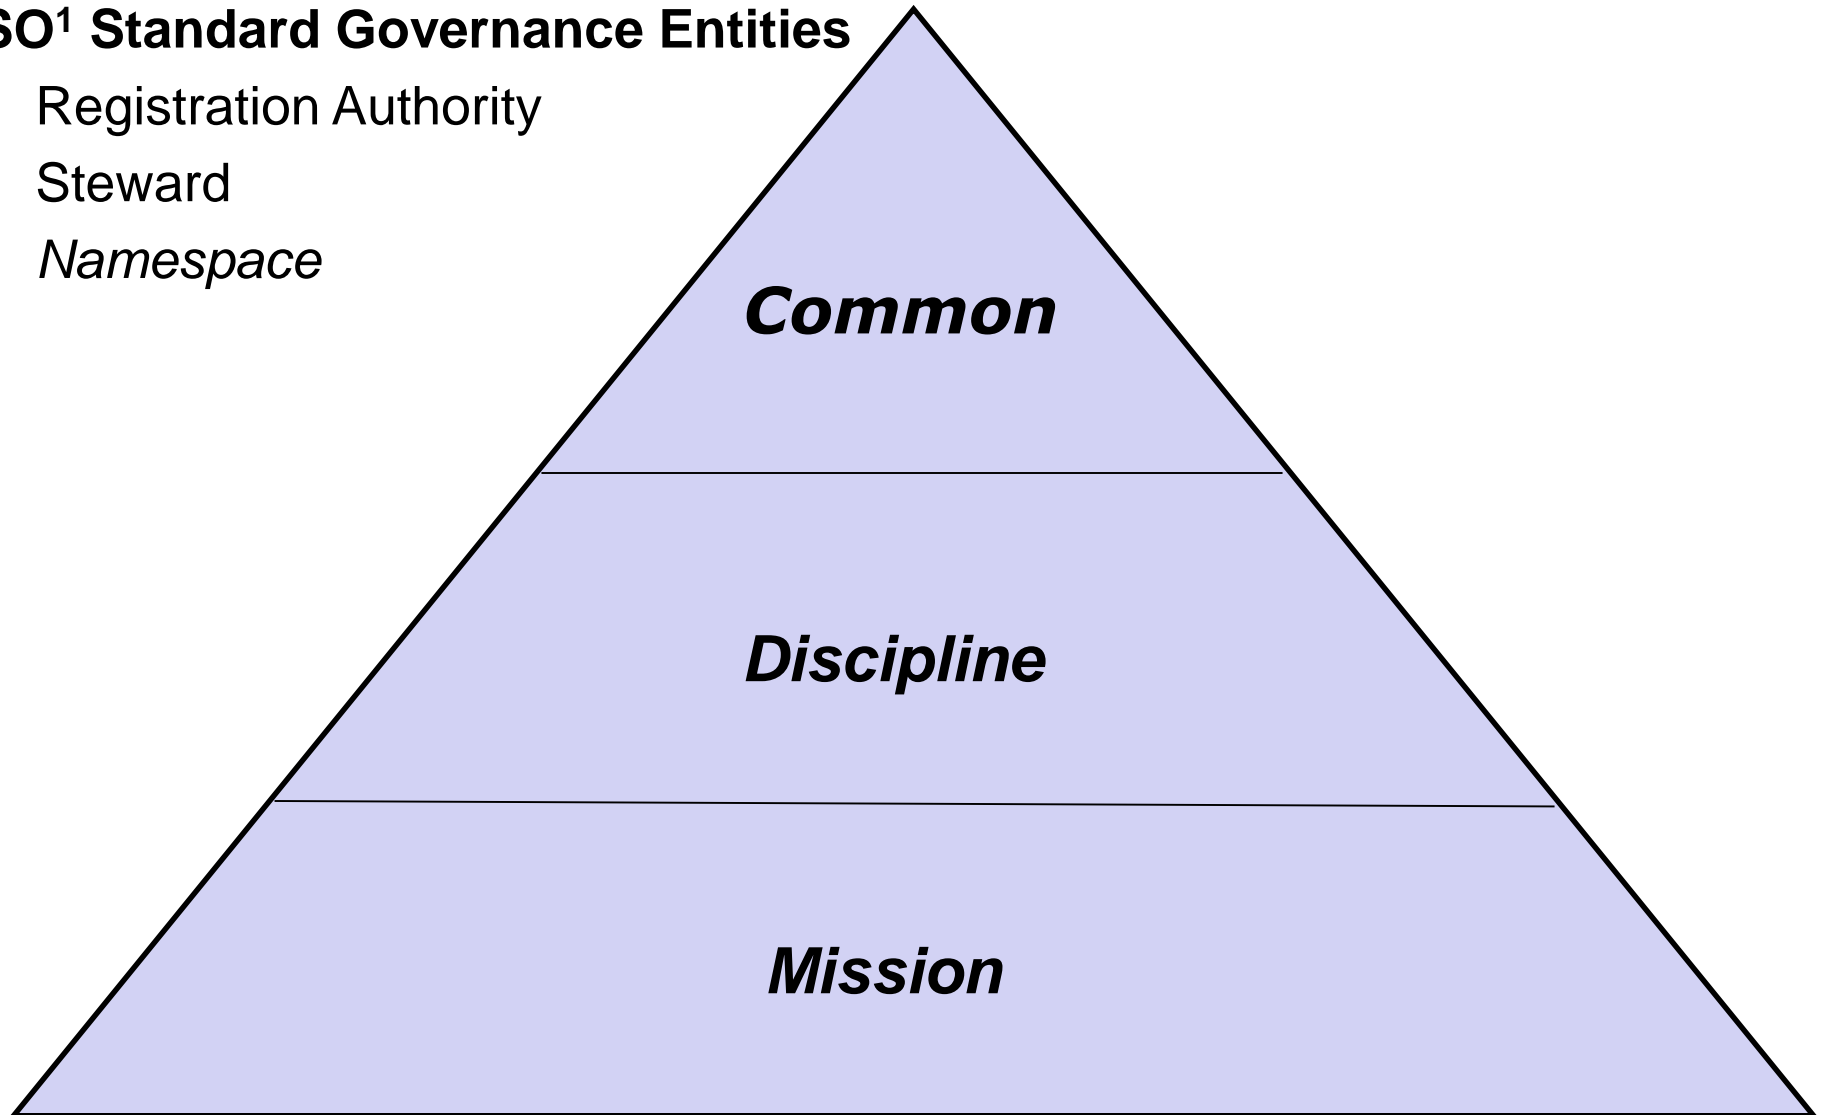 SO¹ Standard Governance Entities
Registration Authority
Steward
Namespace
Common
Discipline
Mission